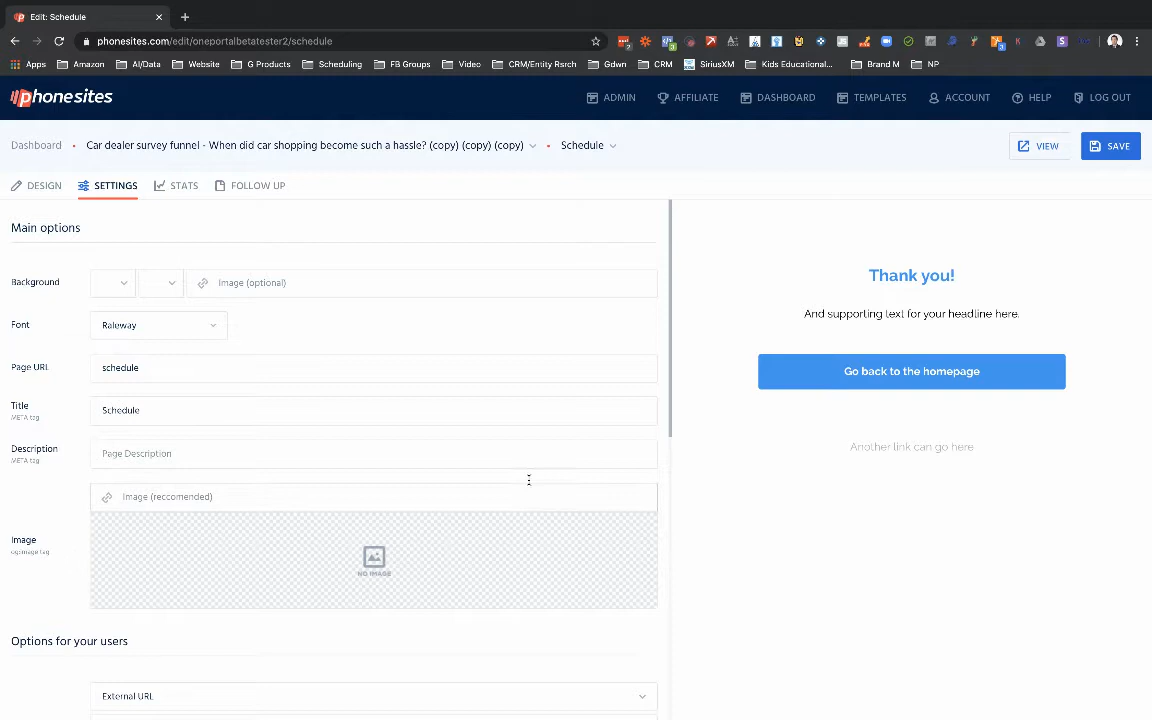 Edit: Schedule
phonesites.com/edit/oneportalbetatester2/schedule
Apps Amazon AI/Data Website G Products Scheduling FB Groups Video CRM/Entity Rsrch Gdwn CRM SiriusXM Kids Educational... Brand M NP
phonesites ADMIN AFFILIATE DASHBOARD TEMPLATES ACCOUNT HELP LOG OUT
Dashboard • Car dealer survey funnel - When did car shopping become such a hassle? (copy) (copy) (copy) • Schedule VIEW SAVE
DESIGN SETTINGS STATS FOLLOW UP
Main options
Background Image (optional)
Font Raleway
Page URL schedule
Title Schedule
META tag
Description Page Description
META tag
Image (reccomended)
Image
og:image tag
NO IMAGE
Options for your users
External URL
Thank you!
And supporting text for your headline here.
Go back to the homepage
Another link can go here